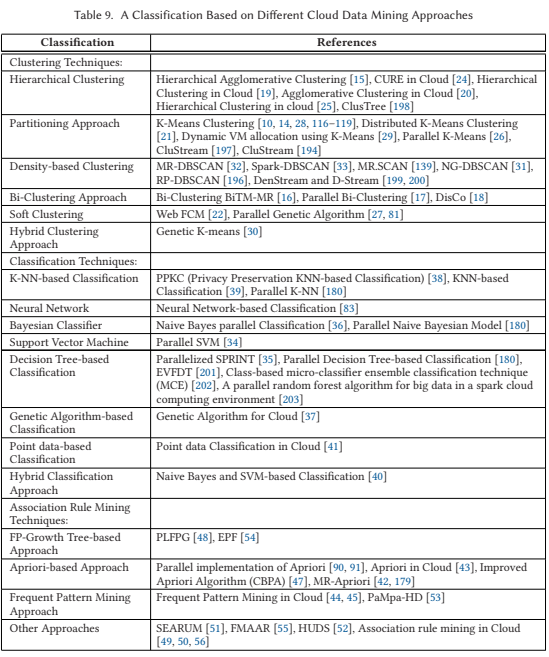 Table 9. A Classification Based on Different Cloud Data Mining Approaches
Classification References
Clustering Techniques:
Hierarchical Clustering Hierarchical Agglomerative Clustering [15], CURE in Cloud [24], Hierarchical
Clustering in Cloud [19], Agglomerative Clustering in Cloud [20],
Hierarchical Clustering in cloud [25], ClusTree [198]
Partitioning Approach K-Means Clustering [10, 14, 28, 116–119], Distributed K-Means Clustering
[21], Dynamic VM allocation using K-Means [29], Parallel K-Means [26],
CluStream [197], CluStream [194]
Density-based Clustering MR-DBSCAN [32], Spark-DBSCAN [33], MR.SCAN [139], NG-DBSCAN [31],
RP-DBSCAN [196], DenStream and D-Stream [199, 200]
Bi-Clustering Approach Bi-Clustering BiTM-MR [16], Parallel Bi-Clustering [17], DisCo [18]
Soft Clustering Web FCM [22], Parallel Genetic Algorithm [27, 81]
Hybrid Clustering Genetic K-means [30]
Approach
Classification Techniques:
K-NN-based Classification PPKC (Privacy Preservation KNN-based Classification) [38], KNN-based
Classification [39], Parallel K-NN [180]
Neural Network Neural Network-based Classification [83]
Bayesian Classifier Naive Bayes parallel Classification [36], Parallel Naive Bayesian Model [180]
Support Vector Machine Parallel SVM [34]
Decision Tree-based Parallelized SPRINT [35], Parallel Decision Tree-based Classification [180],
Classification EVFDT [201], Class-based micro-classifier ensemble classification technique
(MCE) [202], A parallel random forest algorithm for big data in a spark cloud
computing environment [203]
Genetic Algorithm-based Genetic Algorithm for Cloud [37]
Classification
Point data-based Point data Classification in Cloud [41]
Classification
Hybrid Classification Naive Bayes and SVM-based Classification [40]
Approach
Association Rule Mining
Techniques:
FP-Growth Tree-based PLFPG [48], EPF [54]
Approach
Apriori-based Approach Parallel implementation of Apriori [90, 91], Apriori in Cloud [43], Improved
Apriori Algorithm (CBPA) [47], MR-Apriori [42, 179]
Frequent Pattern Mining Frequent Pattern Mining in Cloud [44, 45], PaMpa-HD [53]
Approach
Other Approaches SEARUM [51], FMAAR [55], HUDS [52], Association rule mining in Cloud
[49, 50, 56]